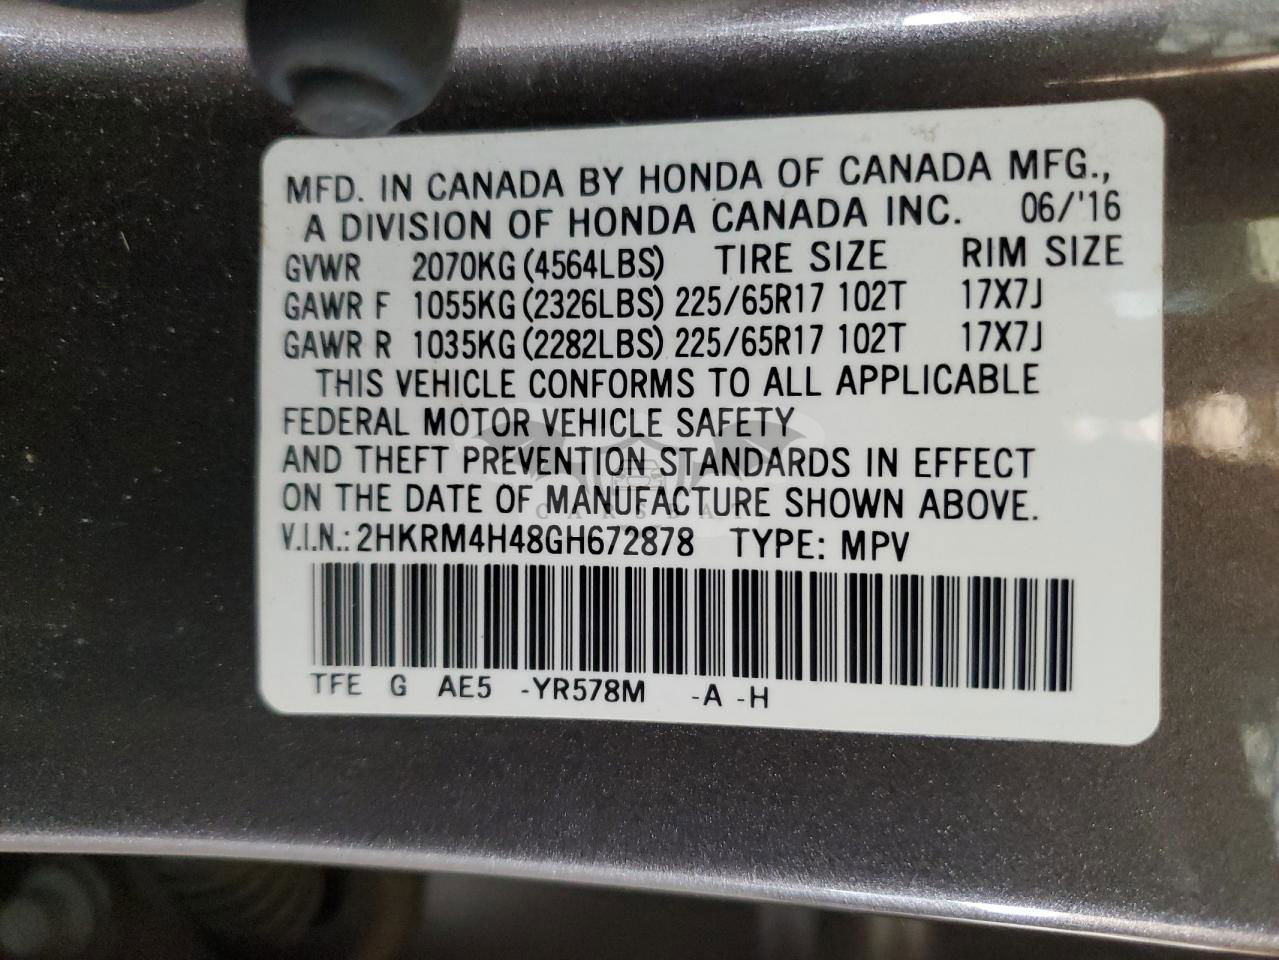 MFD. IN CANADA BY HONDA OF CANADA MFG.,
A DIVISION OF HONDA CANADA INC. 06/'16
GVWR 2070KG (4564LBS) TIRE SIZE RIM SIZE
GAWR F 1055KG (2326LBS) 225/65R17 102T 17X7J
GAWR R 1035KG (2282LBS) 225/65R17 102T 17X7J
THIS VEHICLE CONFORMS TO ALL APPLICABLE
FEDERAL MOTOR VEHICLE SAFETY
AND THEFT PREVENTION STANDARDS IN EFFECT
ON THE DATE OF MANUFACTURE SHOWN ABOVE.
V.I.N.: 2HKRM4H48GH672878 TYPE: MPV
TFE G AE5 -YR578M -A -H